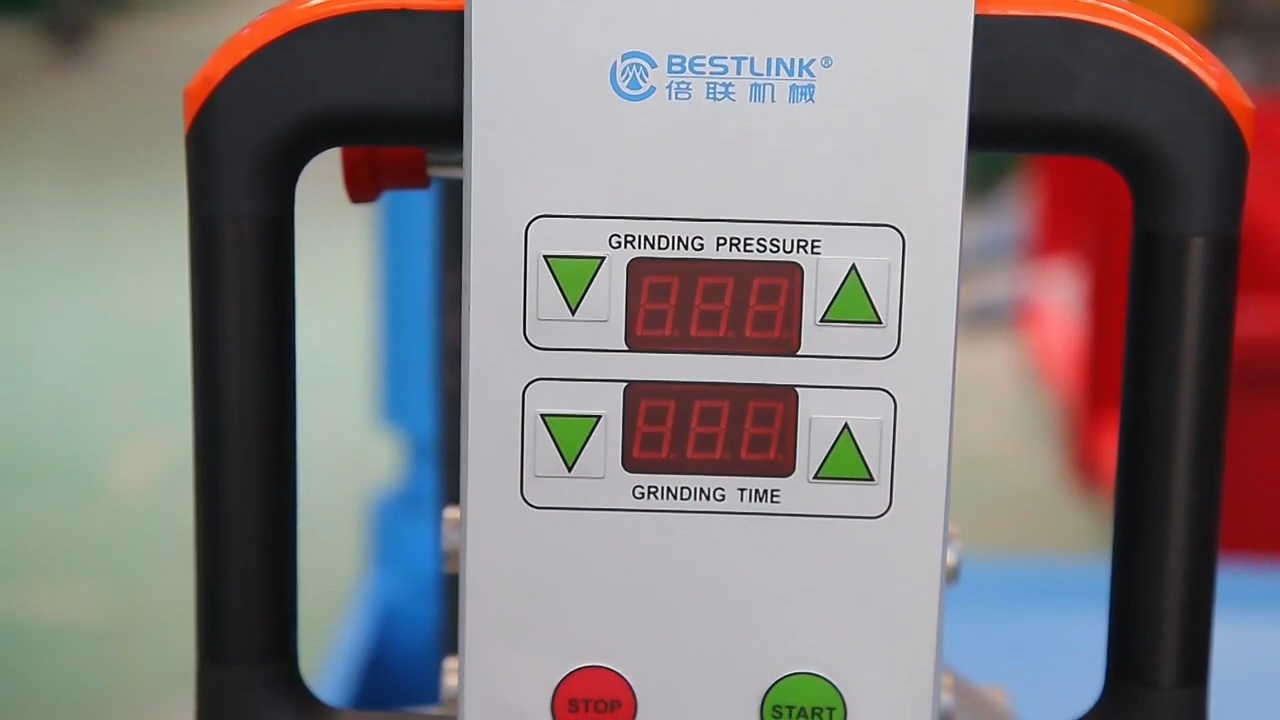 BESTLINK®
倍联机械
GRINDING PRESSURE
GRINDING TIME
STOP
START